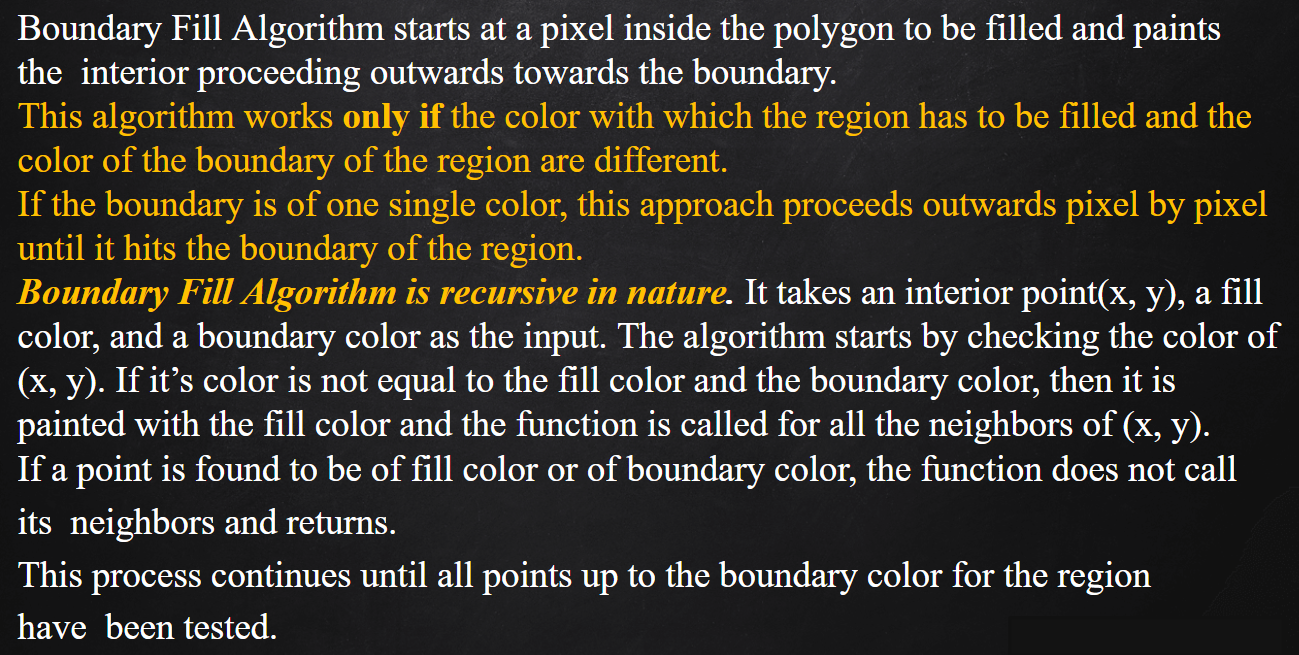 Boundary Fill Algorithm starts at a pixel inside the polygon to be filled and paints
the  interior proceeding outwards towards the boundary.
This algorithm works only if the color with which the region has to be filled and the
color of the boundary of the region are different.
If the boundary is of one single color, this approach proceeds outwards pixel by pixel
until it hits the boundary of the region.
Boundary Fill Algorithm is recursive in nature. It takes an interior point(x, y), a fill
color, and a boundary color as the input. The algorithm starts by checking the color of
(x, y). If it’s color is not equal to the fill color and the boundary color, then it is
painted with the fill color and the function is called for all the neighbors of (x, y).
If a point is found to be of fill color or of boundary color, the function does not call
its  neighbors and returns.
This process continues until all points up to the boundary color for the region
have  been tested.